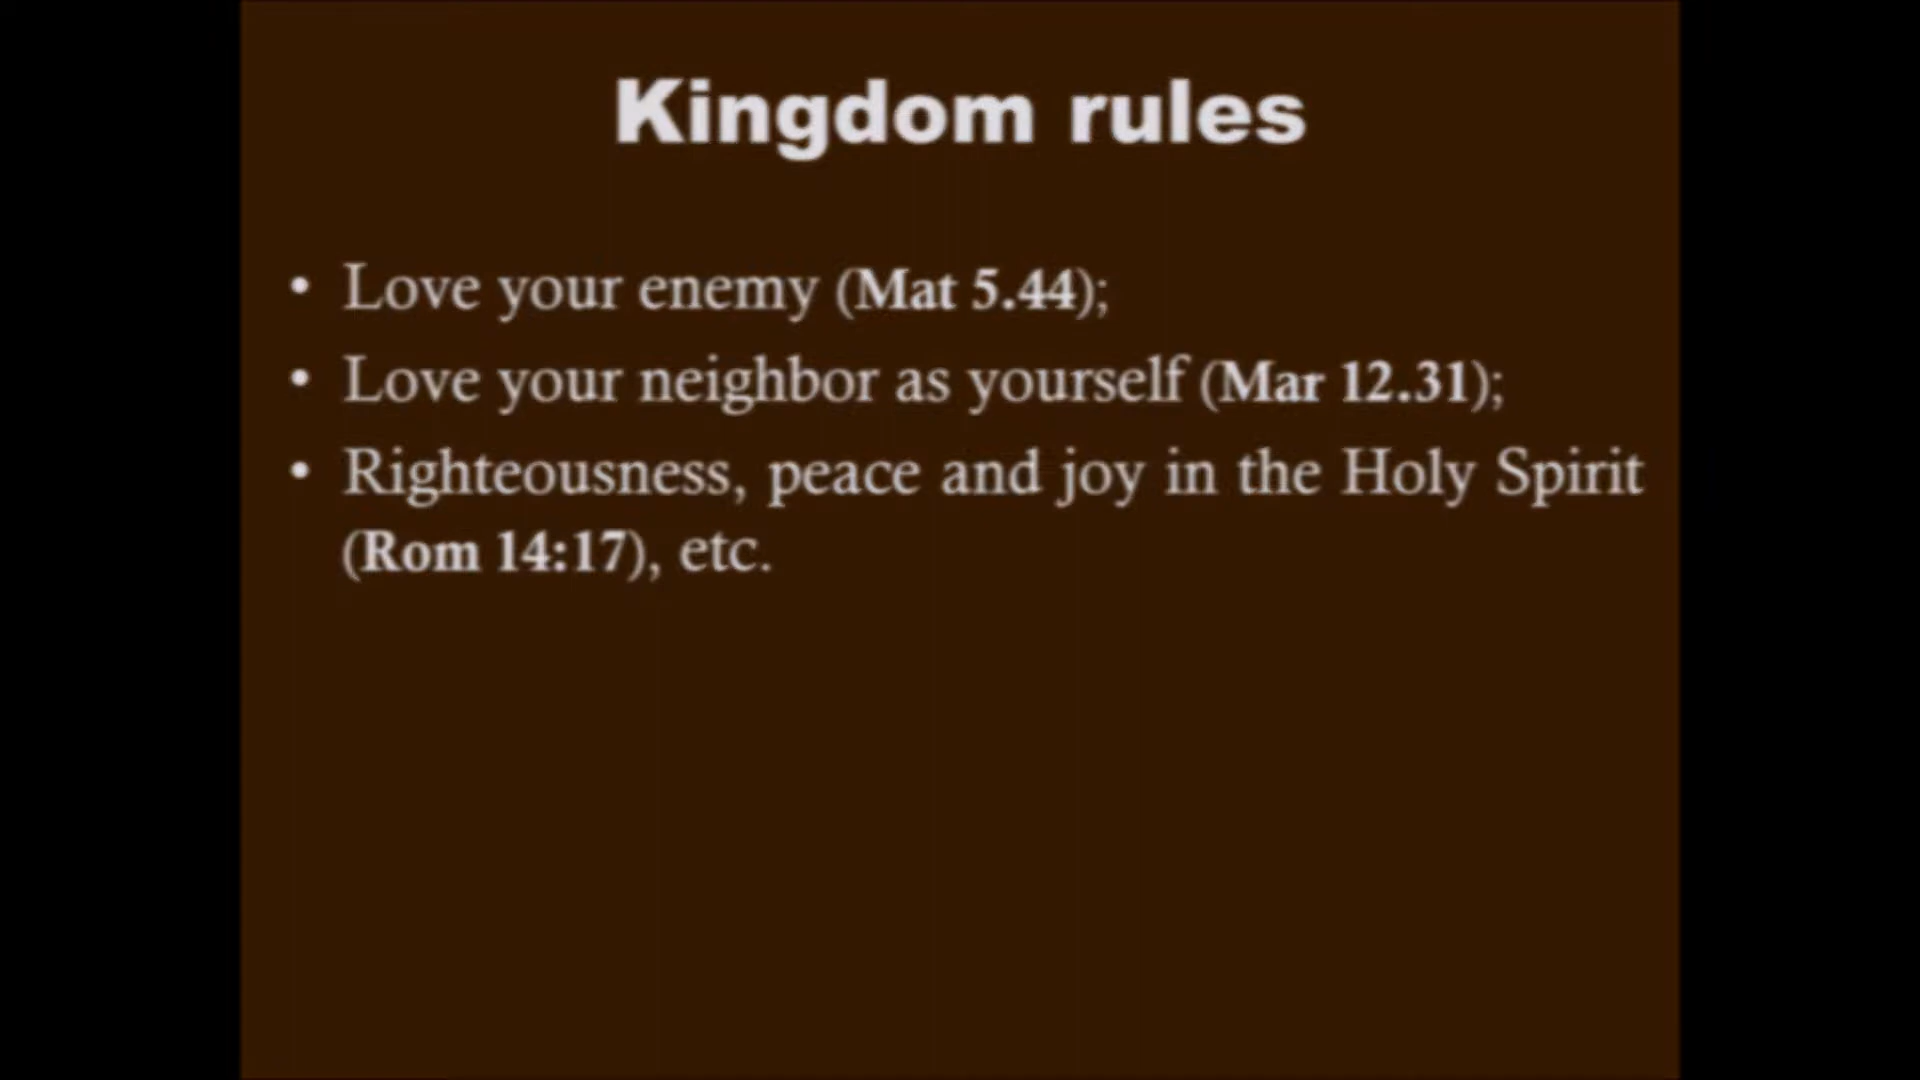 Kingdom rules
• Love your enemy (Mat 5.44);
• Love your neighbor as yourself (Mar 12.31);
• Righteousness, peace and joy in the Holy Spirit
(Rom 14:17), etc.